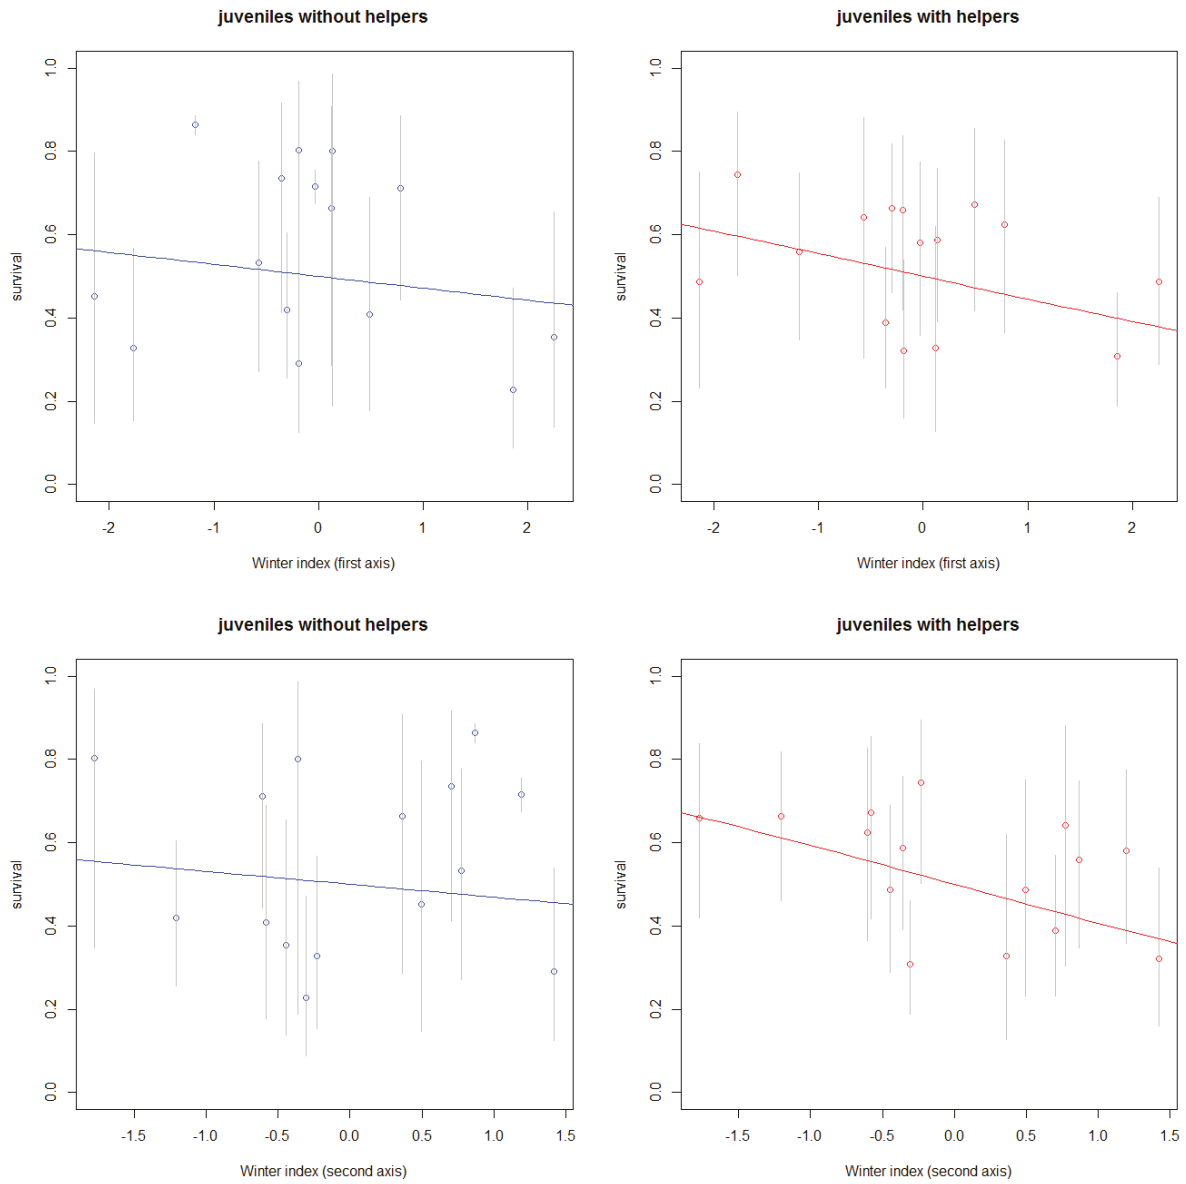 juveniles without helpers
survival
0.0 0.2 0.4 0.6 0.8 1.0
-2 -1 0 1 2
Winter index (first axis)
juveniles with helpers
survival
0.0 0.2 0.4 0.6 0.8 1.0
-2 -1 0 1 2
Winter index (first axis)
juveniles without helpers
survival
0.0 0.2 0.4 0.6 0.8 1.0
-1.5 -1.0 -0.5 0.0 0.5 1.0 1.5
Winter index (second axis)
juveniles with helpers
survival
0.0 0.2 0.4 0.6 0.8 1.0
-1.5 -1.0 -0.5 0.0 0.5 1.0 1.5
Winter index (second axis)